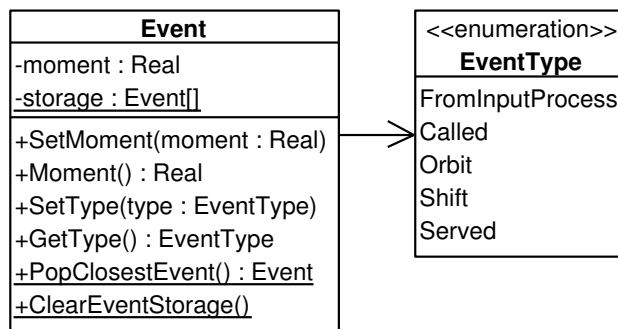 Event
-moment : Real
-storage : Event[]
+SetMoment(moment : Real)
+Moment() : Real
+SetType(type : EventType)
+GetType() : EventType
+PopClosestEvent() : Event
+ClearEventStorage()
<<enumeration>>
EventType
FromInputProcess
Called
Orbit
Shift
Served